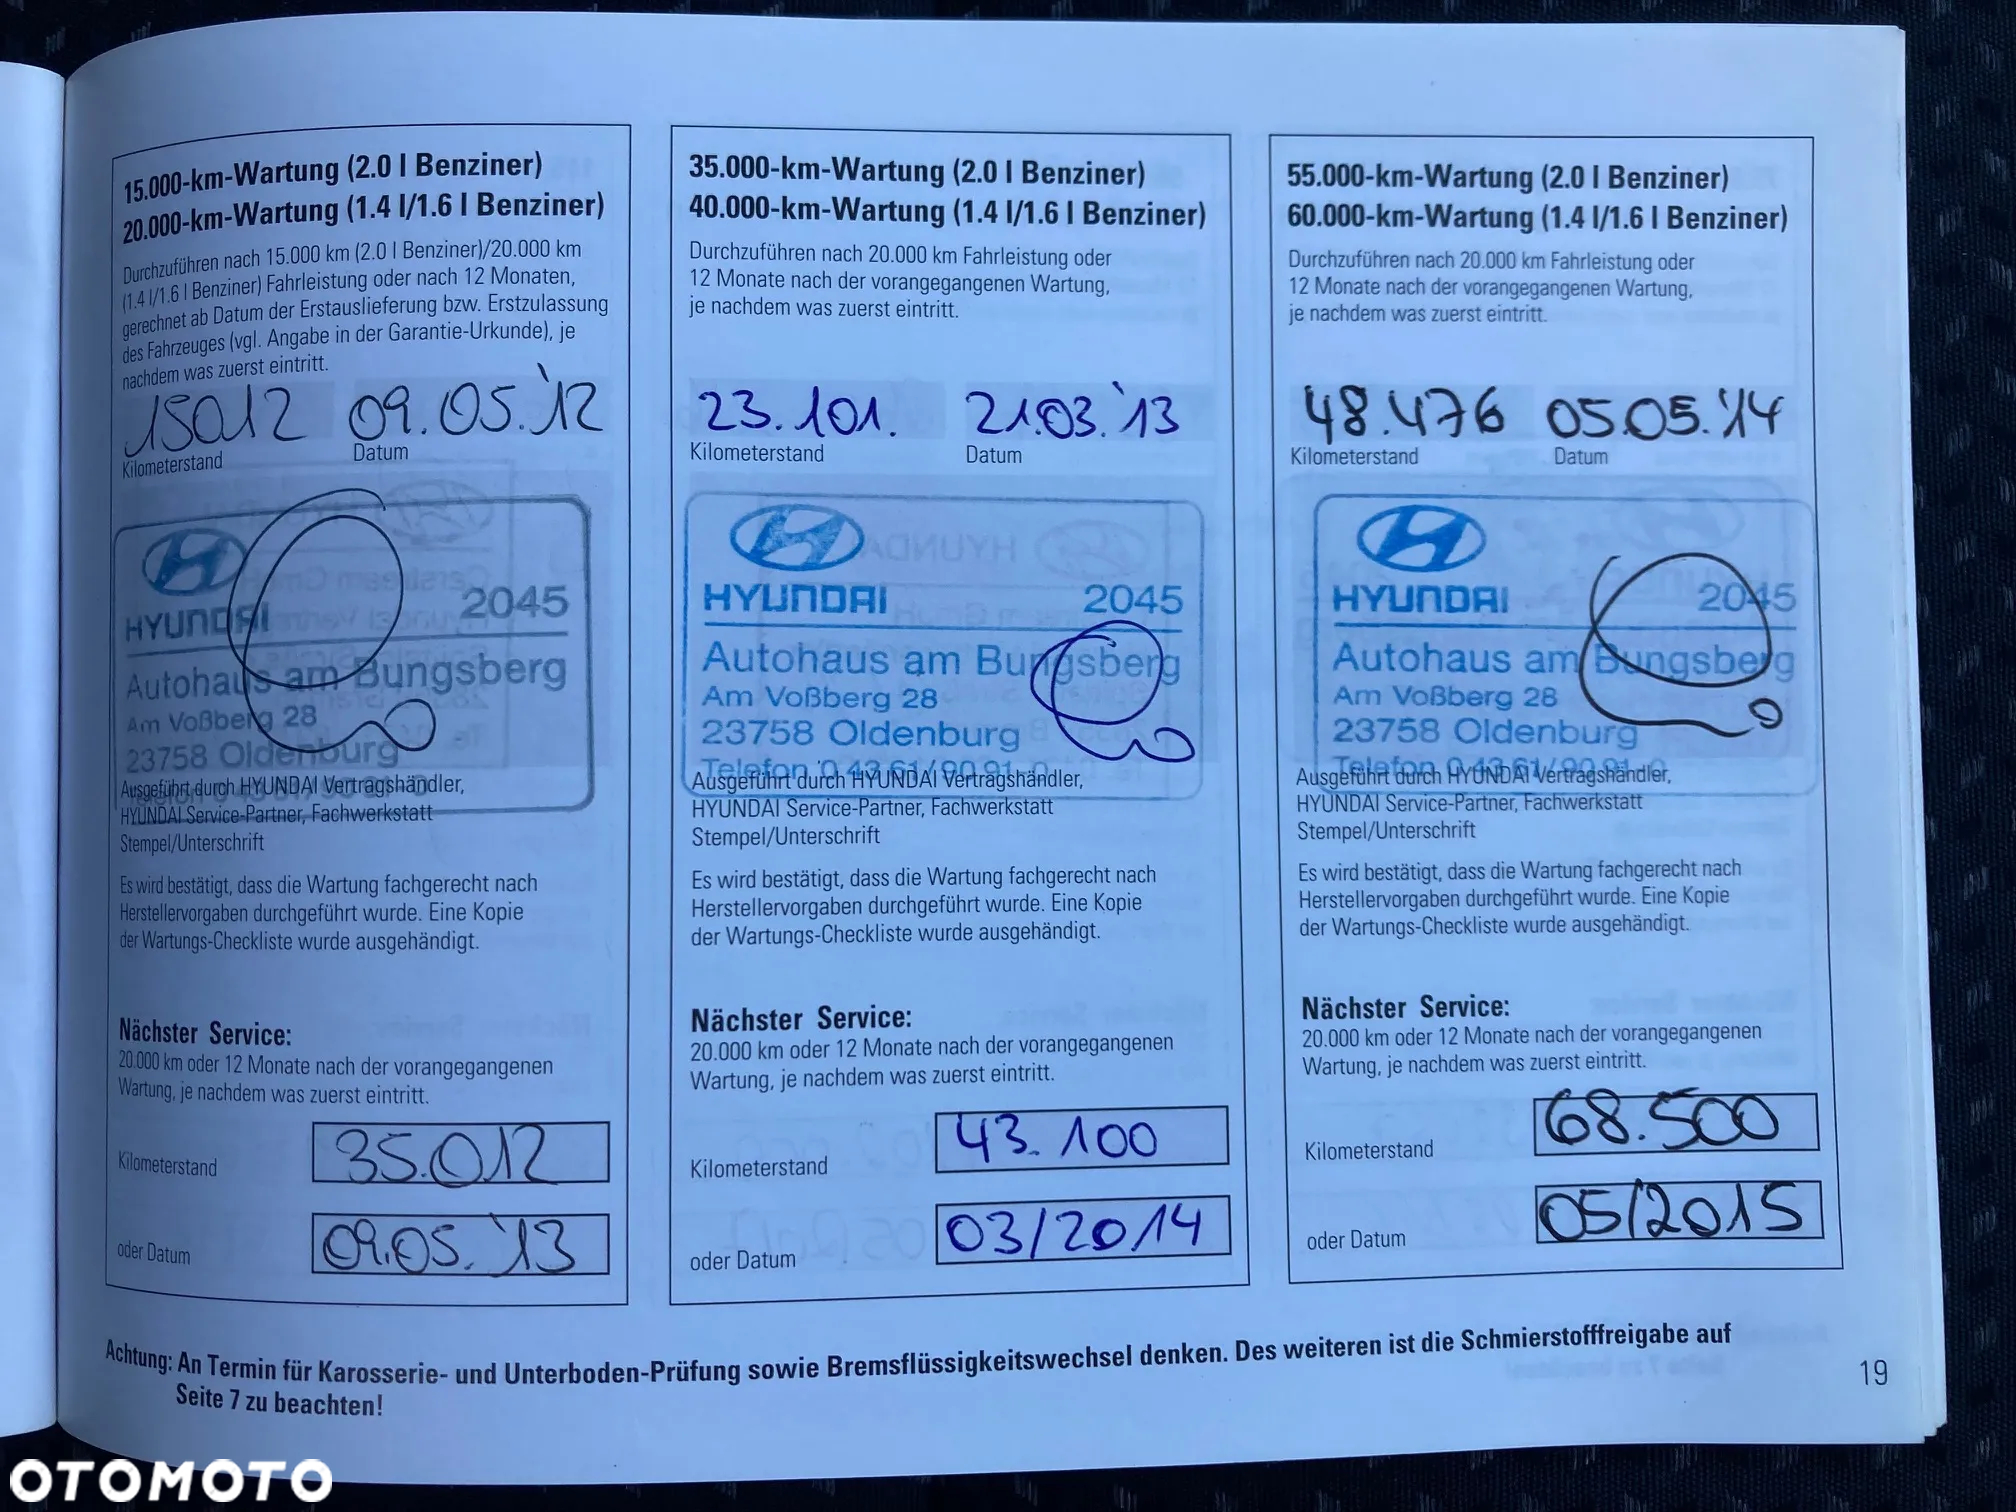 15.000-km-Wartung (2.0 l Benziner)
20.000-km-Wartung (1.4 l/1.6 l Benziner)
Durchzuführen nach 15.000 km (2.0 l Benziner)/20.000 km
(1.4 l/1.6 l Benziner) Fahrleistung oder nach 12 Monaten,
gerechnet ab Datum der Erstauslieferung bzw. Erstzulassung
des Fahrzeuges (vgl. Angabe in der Garantie-Urkunde), je
nachdem was zuerst eintritt.
15012 09.05.'12
Kilometerstand Datum
HYUNDAI 2045
Autohaus am Bungsberg
Am Voßberg 28
23758 Oldenburg
Ausgeführt durch HYUNDAI Vertragshändler,
HYUNDAI Service-Partner, Fachwerkstatt
Stempel/Unterschrift
Es wird bestätigt, dass die Wartung fachgerecht nach
Herstellervorgaben durchgeführt wurde. Eine Kopie
der Wartungs-Checkliste wurde ausgehändigt.
Nächster Service:
20.000 km oder 12 Monate nach der vorangegangenen
Wartung, je nachdem was zuerst eintritt.
Kilometerstand 35.012
oder Datum 09.05.'13
35.000-km-Wartung (2.0 l Benziner)
40.000-km-Wartung (1.4 l/1.6 l Benziner)
Durchzuführen nach 20.000 km Fahrleistung oder
12 Monate nach der vorangegangenen Wartung,
je nachdem was zuerst eintritt.
23.101. 21.03.'13
Kilometerstand Datum
HYUNDAI 2045
Autohaus am Bungsberg
Am Voßberg 28
23758 Oldenburg
Telefon 0 43 61/90 91 0
Ausgeführt durch HYUNDAI Vertragshändler,
HYUNDAI Service-Partner, Fachwerkstatt
Stempel/Unterschrift
Es wird bestätigt, dass die Wartung fachgerecht nach
Herstellervorgaben durchgeführt wurde. Eine Kopie
der Wartungs-Checkliste wurde ausgehändigt.
Nächster Service:
20.000 km oder 12 Monate nach der vorangegangenen
Wartung, je nachdem was zuerst eintritt.
Kilometerstand 43.100
oder Datum 03/2014
55.000-km-Wartung (2.0 l Benziner)
60.000-km-Wartung (1.4 l/1.6 l Benziner)
Durchzuführen nach 20.000 km Fahrleistung oder
12 Monate nach der vorangegangenen Wartung,
je nachdem was zuerst eintritt.
48.476 05.05.'14
Kilometerstand Datum
HYUNDAI 2045
Autohaus am Bungsberg
Am Voßberg 28
23758 Oldenburg
Telefon 0 43 61/90 91
Ausgeführt durch HYUNDAI Vertragshändler,
HYUNDAI Service-Partner, Fachwerkstatt
Stempel/Unterschrift
Es wird bestätigt, dass die Wartung fachgerecht nach
Herstellervorgaben durchgeführt wurde. Eine Kopie
der Wartungs-Checkliste wurde ausgehändigt.
Nächster Service:
20.000 km oder 12 Monate nach der vorangegangenen
Wartung, je nachdem was zuerst eintritt.
Kilometerstand 68.500
oder Datum 05/2015
Achtung: An Termin für Karosserie- und Unterboden-Prüfung sowie Bremsflüssigkeitswechsel denken. Des weiteren ist die Schmierstofffreigabe auf
Seite 7 zu beachten!
19
OTOMOTO